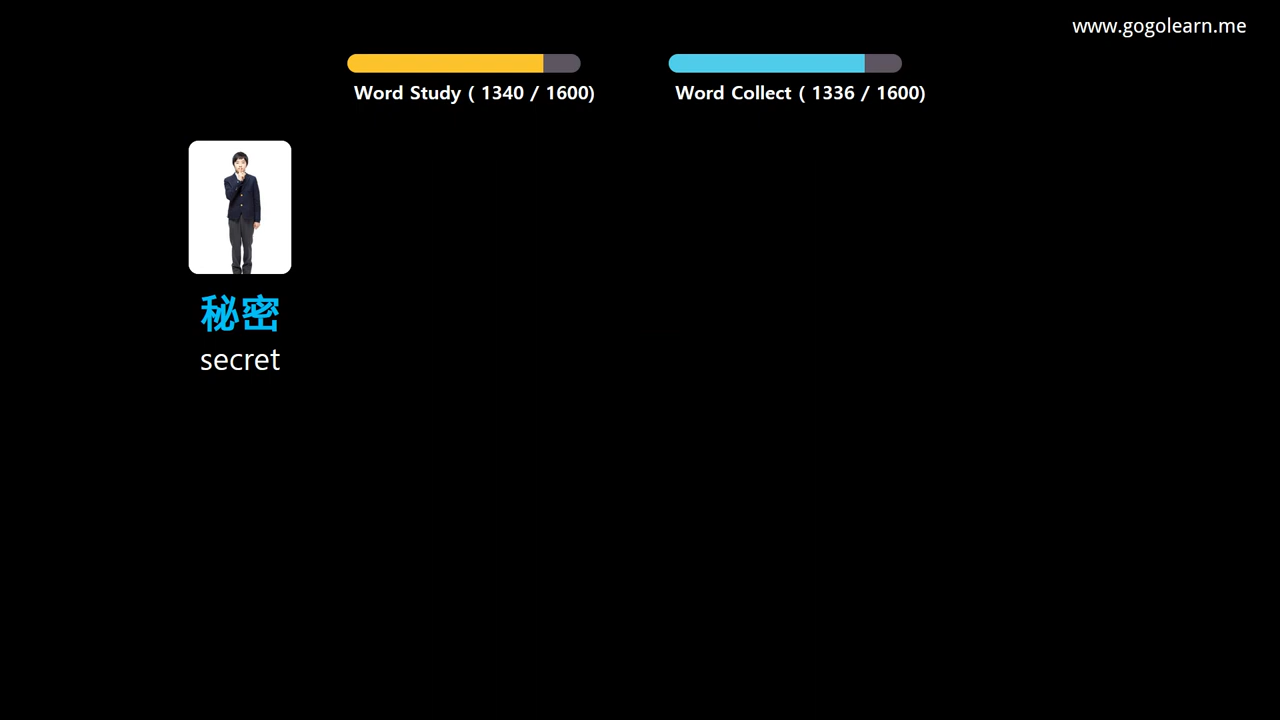 www.gogolearn.me
Word Study ( 1340 / 1600)
Word Collect ( 1336 / 1600)
秘密
secret